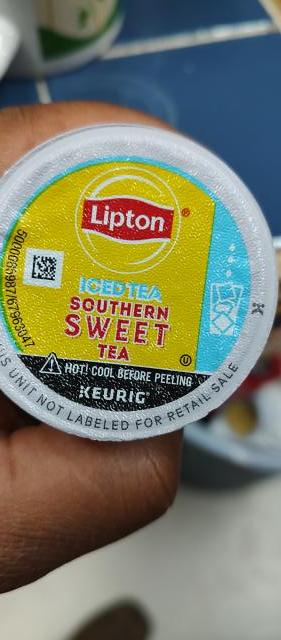 Lipton®
ICED TEA
SOUTHERN
SWEET
TEA
HOT! COOL BEFORE PEELING
KEURIG®
IS UNIT NOT LABELED FOR RETAIL SALE
K
U